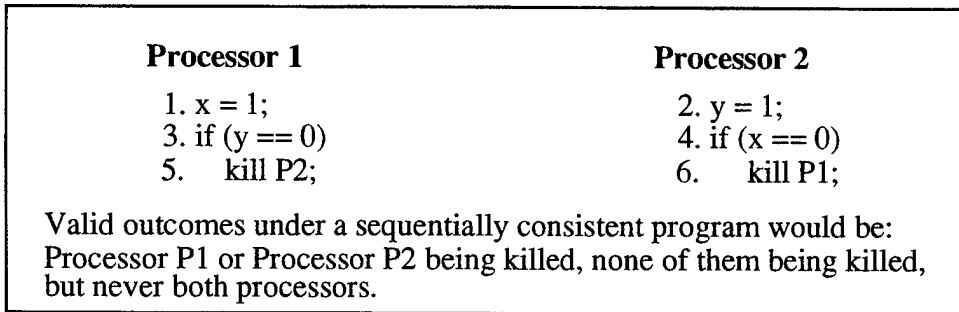 Processor 1 Processor 2
1. x = 1; 2. y = 1;
3. if (y == 0) 4. if (x == 0)
5. kill P2; 6. kill P1;
Valid outcomes under a sequentially consistent program would be:
Processor P1 or Processor P2 being killed, none of them being killed,
but never both processors.